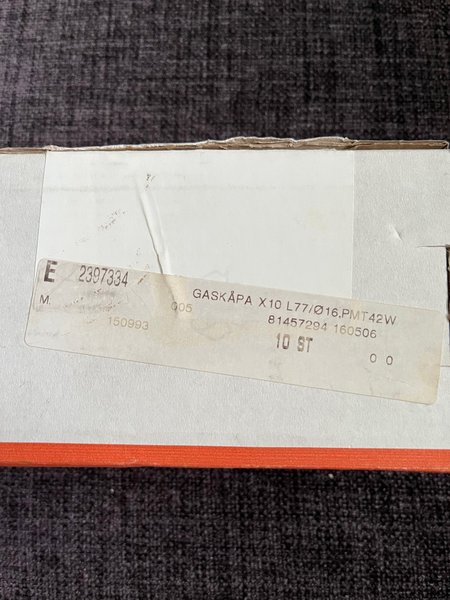 E 2397334
GASKÅPA X10 L77/Ø16,PMT42W
M. 005 81457294 160506
150993 10 ST 0 0